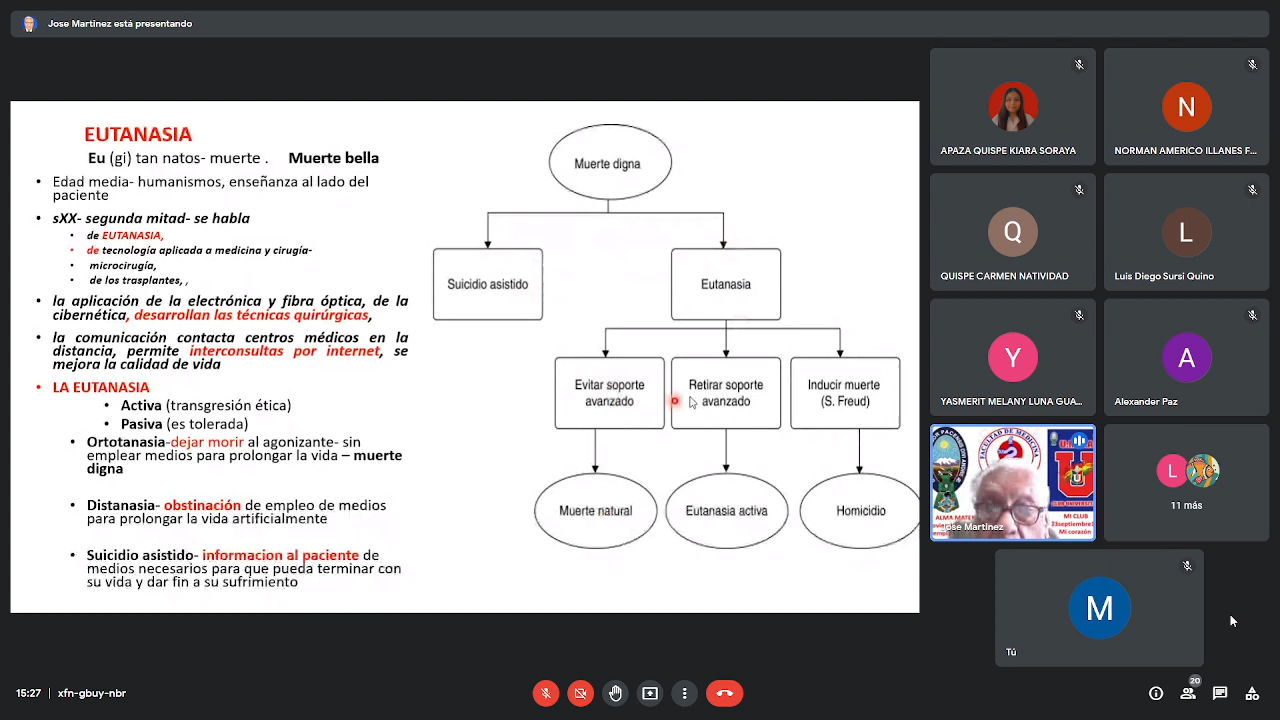 Jose Martinez está presentando
EUTANASIA
Eu (gi) tan natos- muerte . Muerte bella
• Edad media- humanismos, enseñanza al lado del
paciente
• sXX- segunda mitad- se habla
• de EUTANASIA,
• de tecnología aplicada a medicina y cirugía-
• microcirugía,
• de los trasplantes, ,
• la aplicación de la electrónica y fibra óptica, de la
cibernética, desarrollan las técnicas quirúrgicas,
• la comunicación contacta centros médicos en la
distancia, permite interconsultas por internet, se
mejora la calidad de vida
• LA EUTANASIA
• Activa (transgresión ética)
• Pasiva (es tolerada)
• Ortotanasia-dejar morir al agonizante- sin
emplear medios para prolongar la vida – muerte
digna
• Distanasia- obstinación de empleo de medios
para prolongar la vida artificialmente
• Suicidio asistido- informacion al paciente de
medios necesarios para que pueda terminar con
su vida y dar fin a su sufrimiento
Muerte digna
Suicidio asistido
Eutanasia
Evitar soporte
avanzado
Retirar soporte
avanzado
Inducir muerte
(S. Freud)
Muerte natural
Eutanasia activa
Homicidio
APAZA QUISPE KIARA SORAYA
N
NORMAN AMERICO ILLANES F...
Q
QUISPE CARMEN NATIVIDAD
L
Luis Diego Sursi Quino
Y
YASMERIT MELANY LUNA GUA...
A
Alexander Paz
FACULTAD DE MEDICINA
U
ALMA MATE
MI CLUB
23septiembre
Mi corazón
Jose Martinez
L
11 más
M
Tú
15:27 | xfn-gbuy-nbr
20